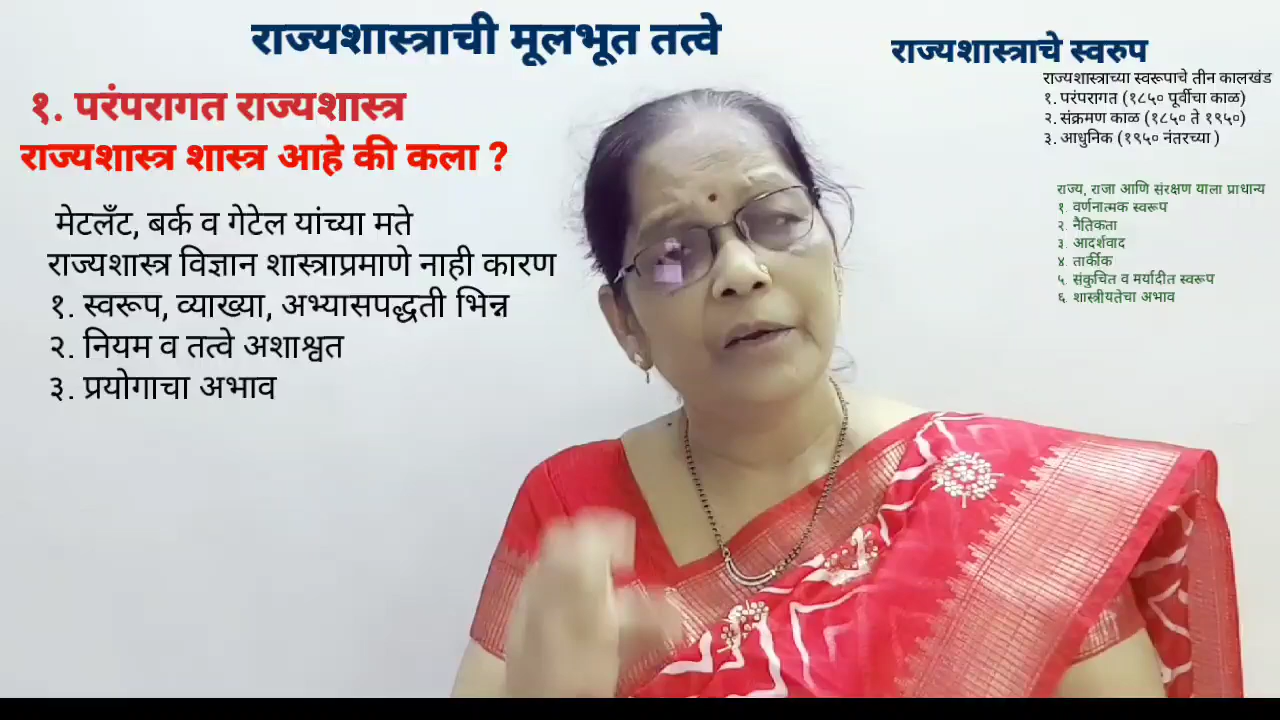 राज्यशास्त्राची मूलभूत तत्वे
१. परंपरागत राज्यशास्त्र
राज्यशास्त्र शास्त्र आहे की कला ?
मेटलँट, बर्क व गेटेल यांच्या मते
राज्यशास्त्र विज्ञान शास्त्राप्रमाणे नाही कारण
१. स्वरूप, व्याख्या, अभ्यासपद्धती भिन्न
२. नियम व तत्वे अशाश्वत
३. प्रयोगाचा अभाव
राज्यशास्त्राचे स्वरुप
राज्यशास्त्राच्या स्वरूपाचे तीन कालखंड
१. परंपरागत (१८५० पूर्वीचा काळ)
२. संक्रमण काळ (१८५० ते १९५०)
३. आधुनिक (१९५० नंतरच्या )
राज्य, राजा आणि संरक्षण याला प्राधान्य
१. वर्णनात्मक स्वरूप
२. नैतिकता
३. आदर्शवाद
४. तार्कीक
५. संकुचित व मर्यादीत स्वरूप
६. शास्त्रीयतेचा अभाव